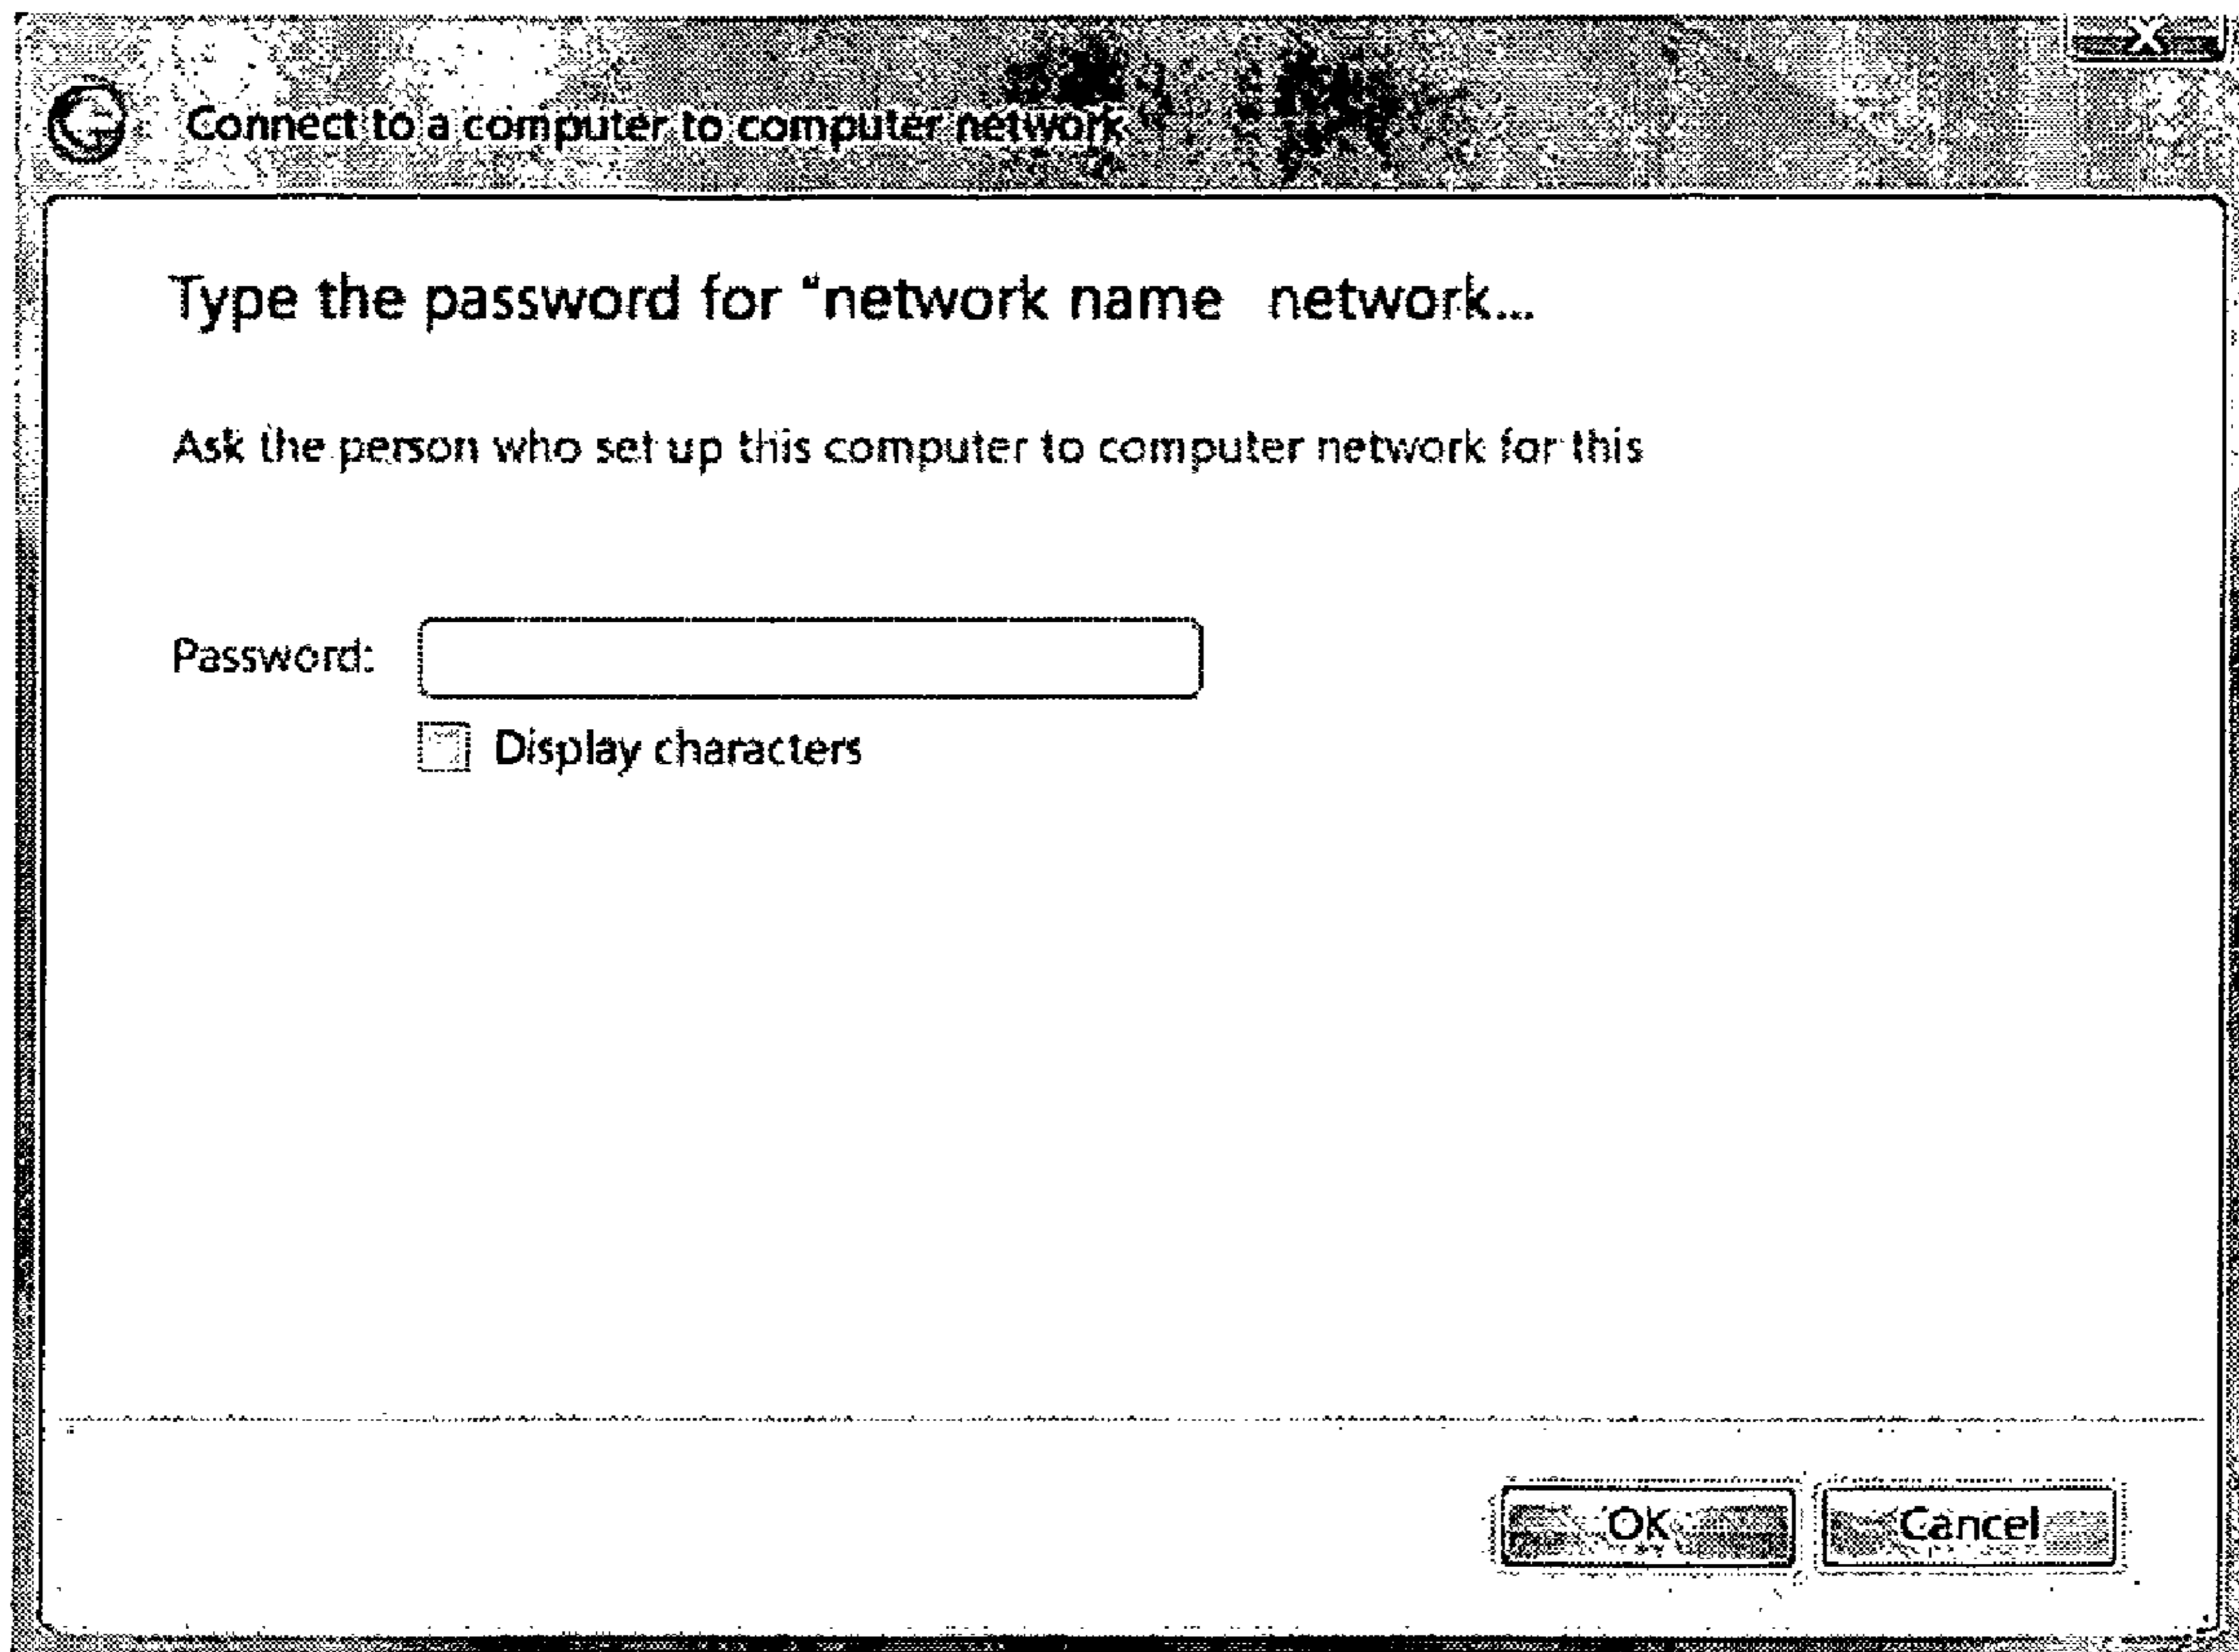 Connect to a computer to computer network
Type the password for "network name network...
Ask the person who set up this computer to computer network for this
Password:
Display characters
OK
Cancel